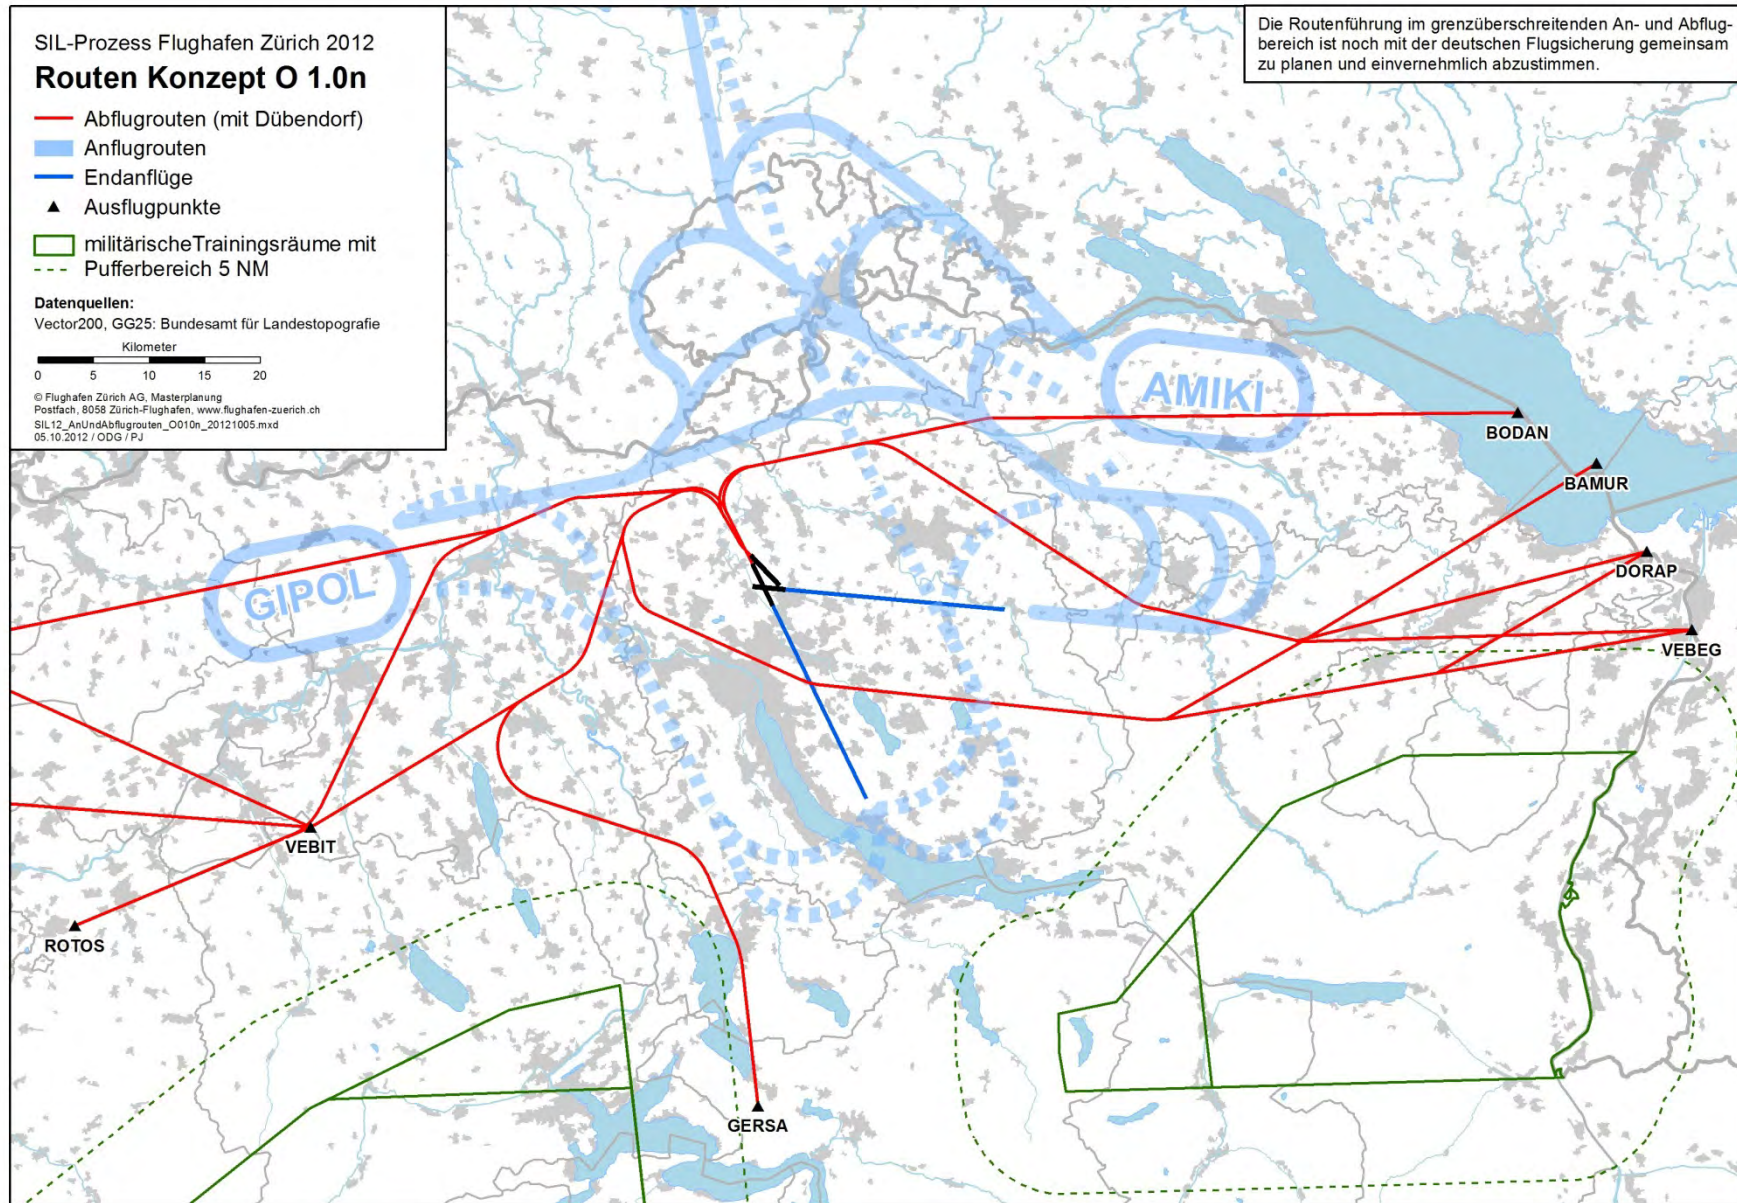 SIL-Prozess Flughafen Zürich 2012
Routen Konzept O 1.0n
Abflugrouten (mit Dübendorf)
Anflugrouten
Endanflüge
Ausflugpunkte
militärischeTrainingsräume mit
Pufferbereich 5 NM
Datenquellen:
Vector200, GG25: Bundesamt für Landestopografie
Kilometer
0 5 10 15 20
© Flughafen Zürich AG, Masterplanung
Postfach, 8058 Zürich-Flughafen, www.flughafen-zuerich.ch
SIL12_AnUndAbflugrouten_O010n_20121005.mxd
05.10.2012 / ODG / PJ
Die Routenführung im grenzüberschreitenden An- und Abflug-
bereich ist noch mit der deutschen Flugsicherung gemeinsam
zu planen und einvernehmlich abzustimmen.
AMIKI
BODAN
BAMUR
DORAP
GIPOL
VEBEG
VEBIT
ROTOS
GERSA